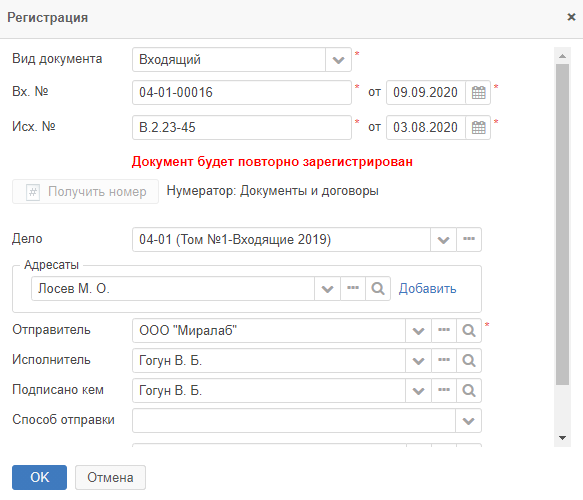 Регистрация ×
Вид документа Входящий *
Вх. № 04-01-00016 * от 09.09.2020 *
Исх. № В.2.23-45 * от 03.08.2020 *
Документ будет повторно зарегистрирован
# Получить номер Нумератор: Документы и договоры
Дело 04-01 (Том №1-Входящие 2019)
Адресаты
Лосев М. О. Добавить
Отправитель ООО "Миралаб" *
Исполнитель Гогун В. Б.
Подписано кем Гогун В. Б.
Способ отправки
OK Отмена